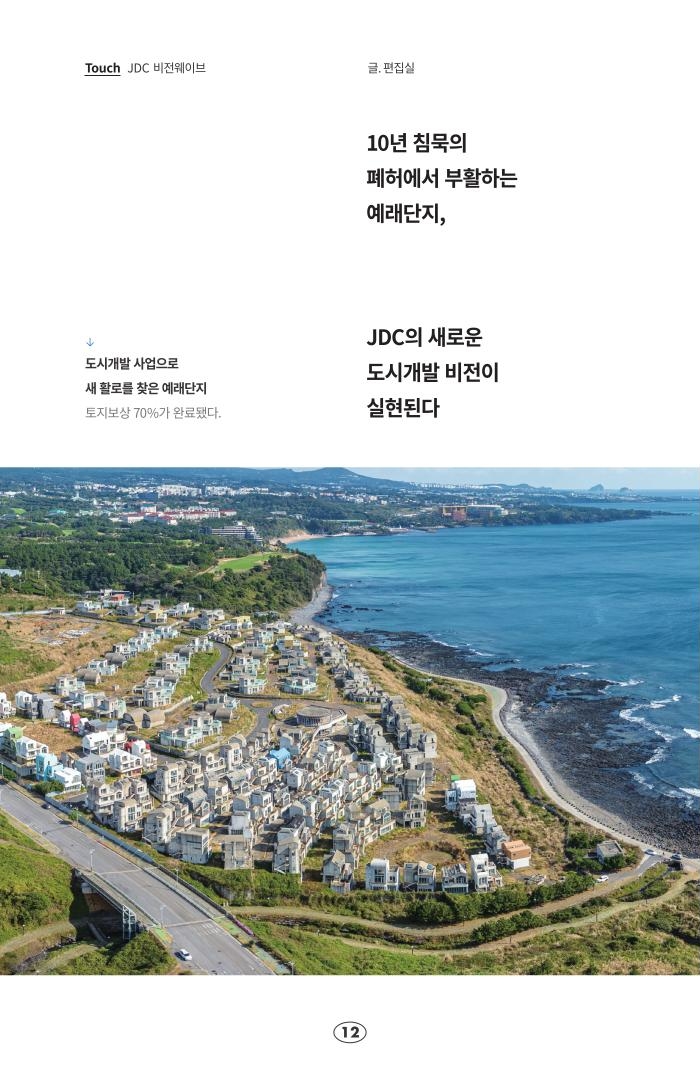 Touch JDC 비전웨이브
글. 편집실
10년 침묵의
폐허에서 부활하는
예래단지,
JDC의 새로운
도시개발 비전이
실현된다
↓
도시개발 사업으로
새 활로를 찾은 예래단지
토지보상 70%가 완료됐다.
12